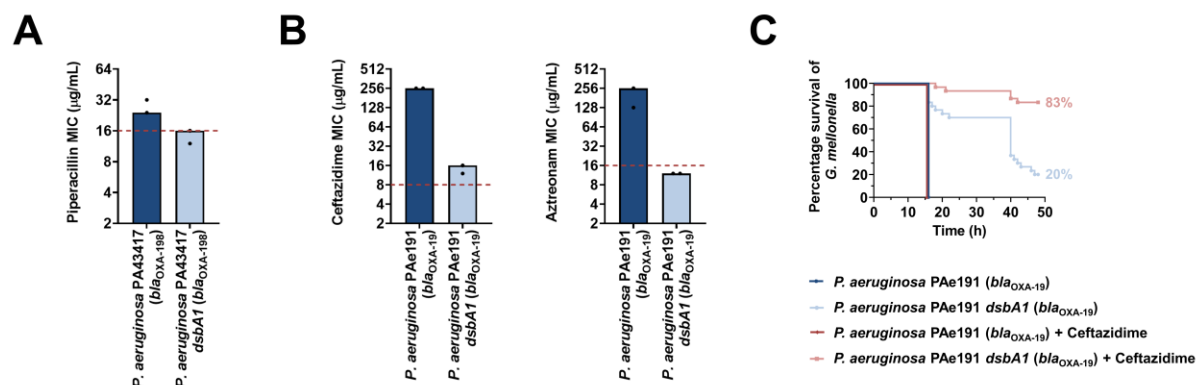 A
B
C
Piperacillin MIC (µg/mL)
64
32
16
8
4
2
P. aeruginosa PA43417
(blaOXA-198)
P. aeruginosa PA43417
dsbA1 (blaOXA-198)
Ceftazidime MIC (µg/mL)
512
256
128
64
32
16
8
4
2
P. aeruginosa PAe191
(blaOXA-19)
P. aeruginosa PAe191
dsbA1 (blaOXA-19)
Aztreonam MIC (µg/mL)
512
256
128
64
32
16
8
4
2
P. aeruginosa PAe191
(blaOXA-19)
P. aeruginosa PAe191
dsbA1 (blaOXA-19)
Percentage survival of
G. mellonella
100
80
60
40
20
0
83%
20%
0 10 20 30 40 50
Time (h)
P. aeruginosa PAe191 (blaOXA-19)
P. aeruginosa PAe191 dsbA1 (blaOXA-19)
P. aeruginosa PAe191 (blaOXA-19) + Ceftazidime
P. aeruginosa PAe191 dsbA1 (blaOXA-19) + Ceftazidime